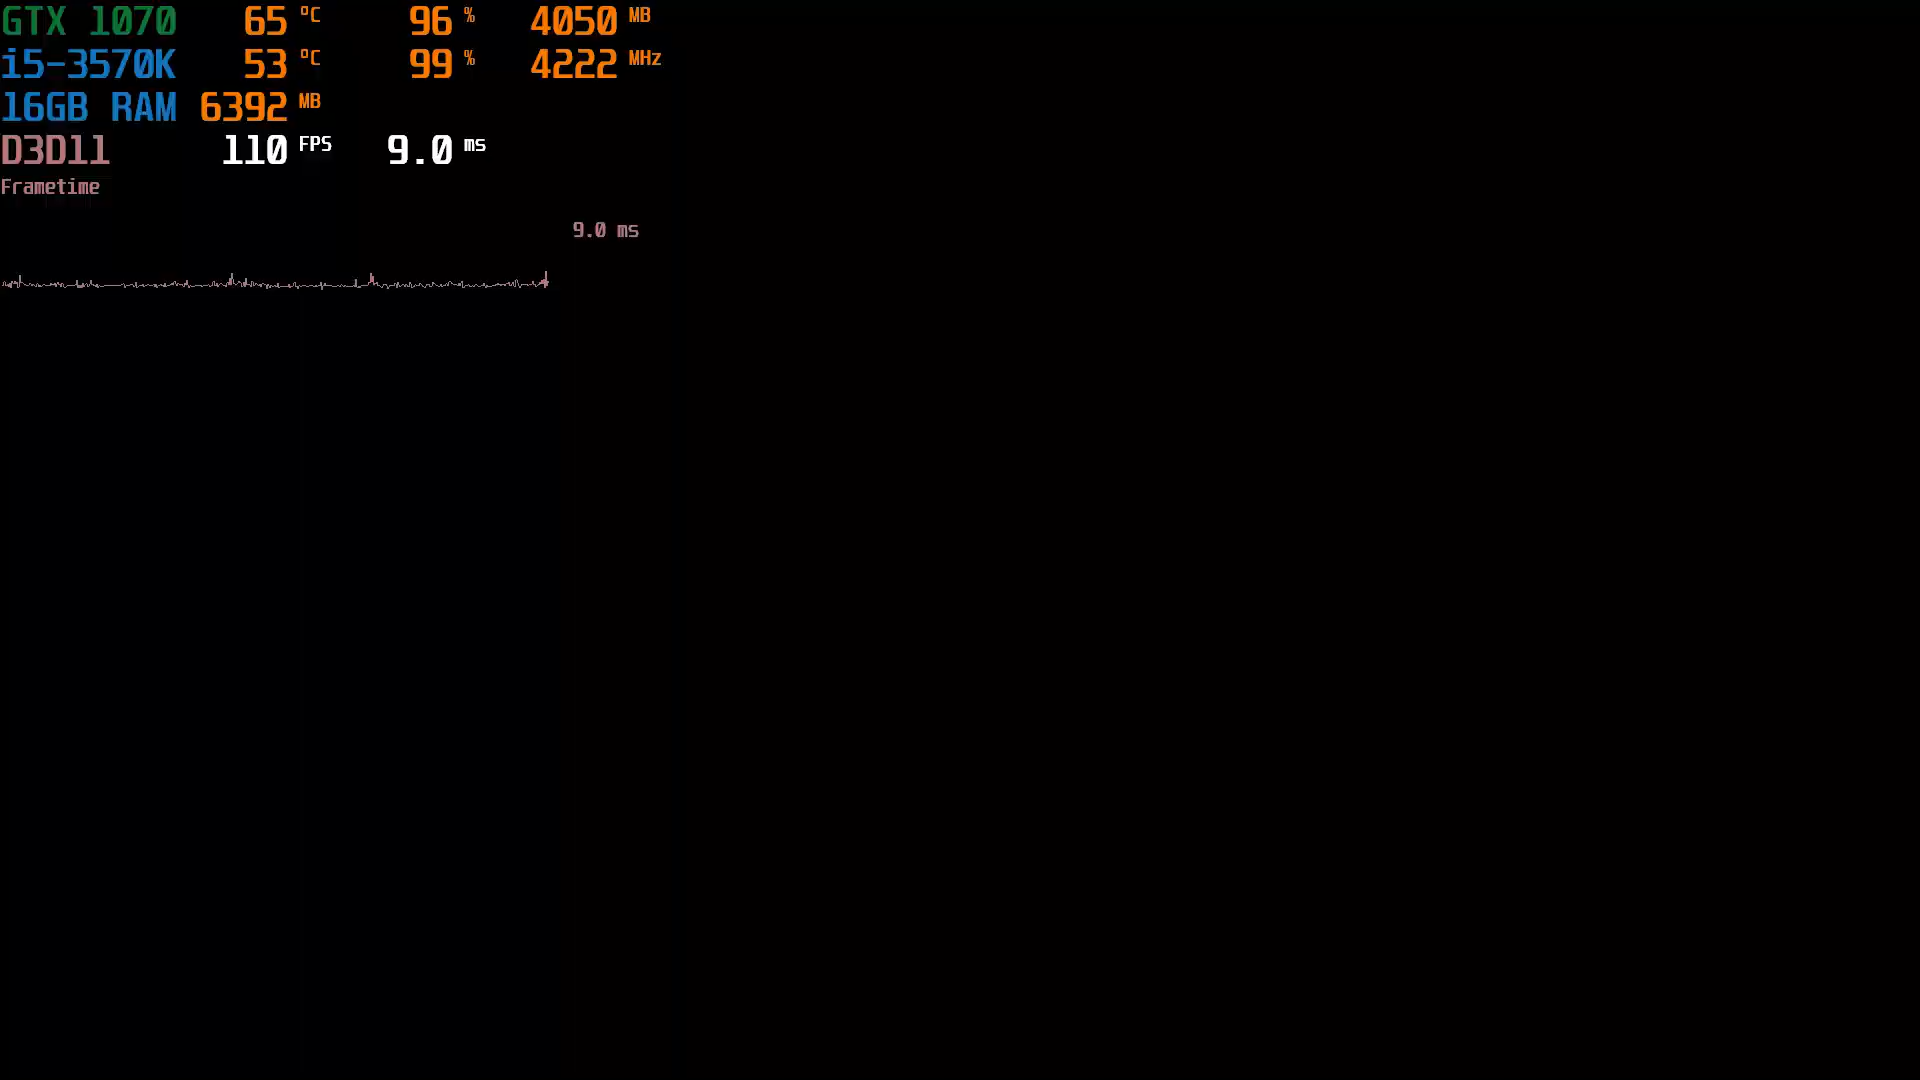 GTX 1070 65 °C 96 % 4050 MB
i5-3570K 53 °C 99 % 4222 MHz
16GB RAM 6392 MB
D3D11 110 FPS 9.0 ms
Frametime
9.0 ms